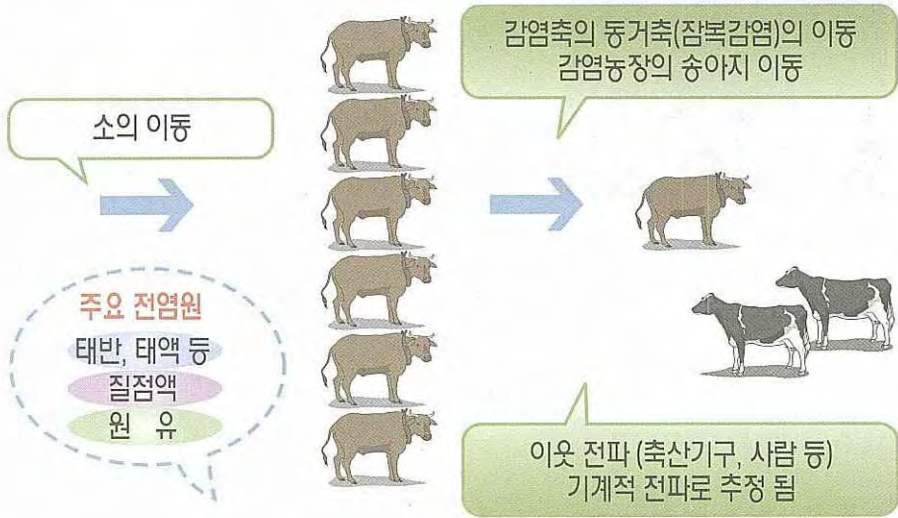 감염축의 동거축(잠복감염)의 이동
감염농장의 송아지 이동
소의 이동
주요 전염원
태반, 태액 등
질점액
원 유
이웃 전파 (축산기구, 사람 등)
기계적 전파로 추정 됨